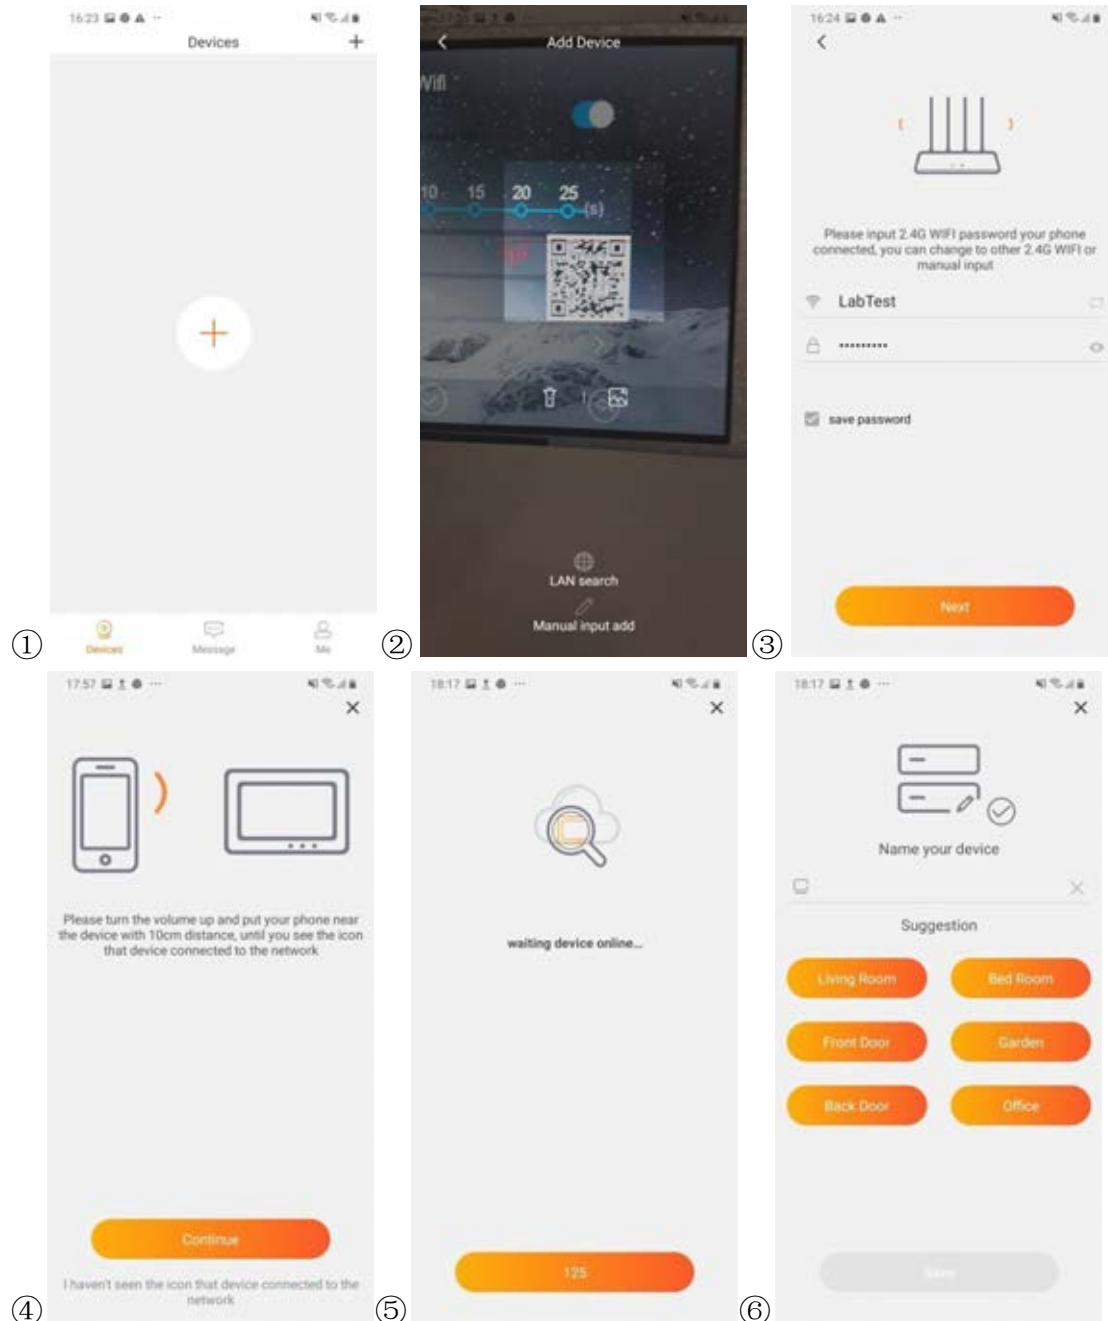 16:23
Devices
+
Devices
Message
Me
①
Add Device
Wifi
10 15 20 25 (s)
LAN search
Manual input add
②
16:24
Please input 2.4G WIFI password your phone
connected, you can change to other 2.4G WIFI or
manual input
LabTest
•••••••••
save password
Next
③
17:57
Please turn the volume up and put your phone near
the device with 10cm distance, until you see the icon
that device connected to the network
Continue
I haven't seen the icon that device connected to the
network
④
18:17
waiting device online...
125
⑤
18:17
Name your device
Suggestion
Living Room
Bed Room
Front Door
Garden
Back Door
Office
Save
⑥